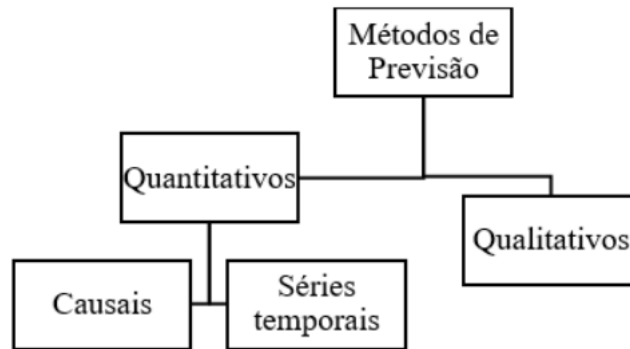 Métodos de
Previsão
Quantitativos
Qualitativos
Causais
Séries
temporais